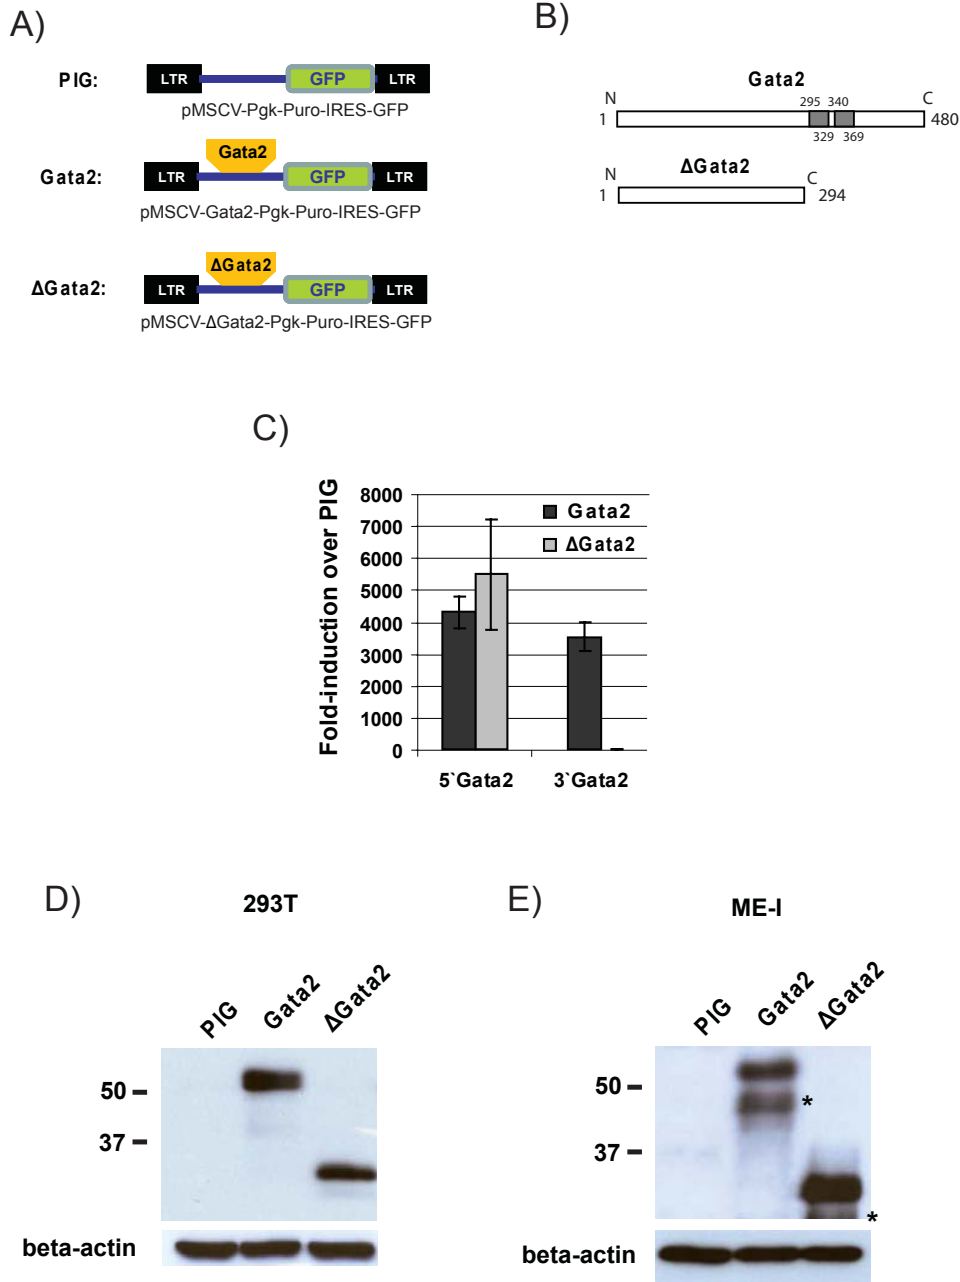 A)
PIG:
LTR GFP LTR
pMSCV-Pgk-Puro-IRES-GFP
Gata2:
Gata2
LTR GFP LTR
pMSCV-Gata2-Pgk-Puro-IRES-GFP
ΔGata2:
ΔGata2
LTR GFP LTR
pMSCV-ΔGata2-Pgk-Puro-IRES-GFP
B)
Gata2
N 295 340 C
1 480
329 369
ΔGata2
N C
1 294
C)
Fold-induction over PIG
8000
7000
6000
5000
4000
3000
2000
1000
0
Gata2
ΔGata2
5`Gata2 3`Gata2
D)
293T
PIG Gata2 ΔGata2
50
37
beta-actin
E)
ME-I
PIG Gata2 ΔGata2
50
*
37
*
beta-actin